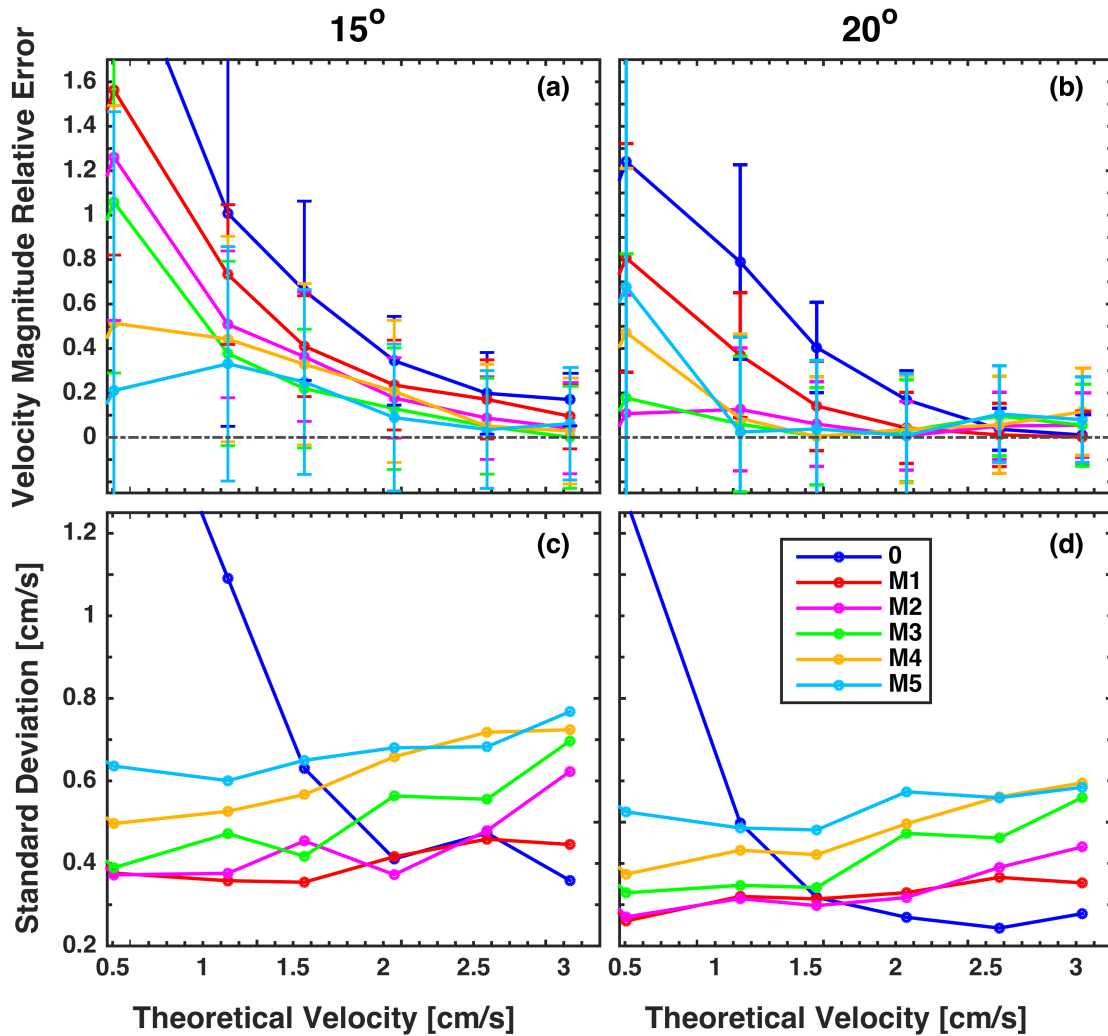 15o
20o
Velocity Magnitude Relative Error
1.6
1.4
1.2
1
0.8
0.6
0.4
0.2
0
(a)
(b)
Standard Deviation [cm/s]
1.2
1
0.8
0.6
0.4
0.2
(c)
(d)
0
M1
M2
M3
M4
M5
0.5 1 1.5 2 2.5 3
0.5 1 1.5 2 2.5 3
Theoretical Velocity [cm/s]
Theoretical Velocity [cm/s]